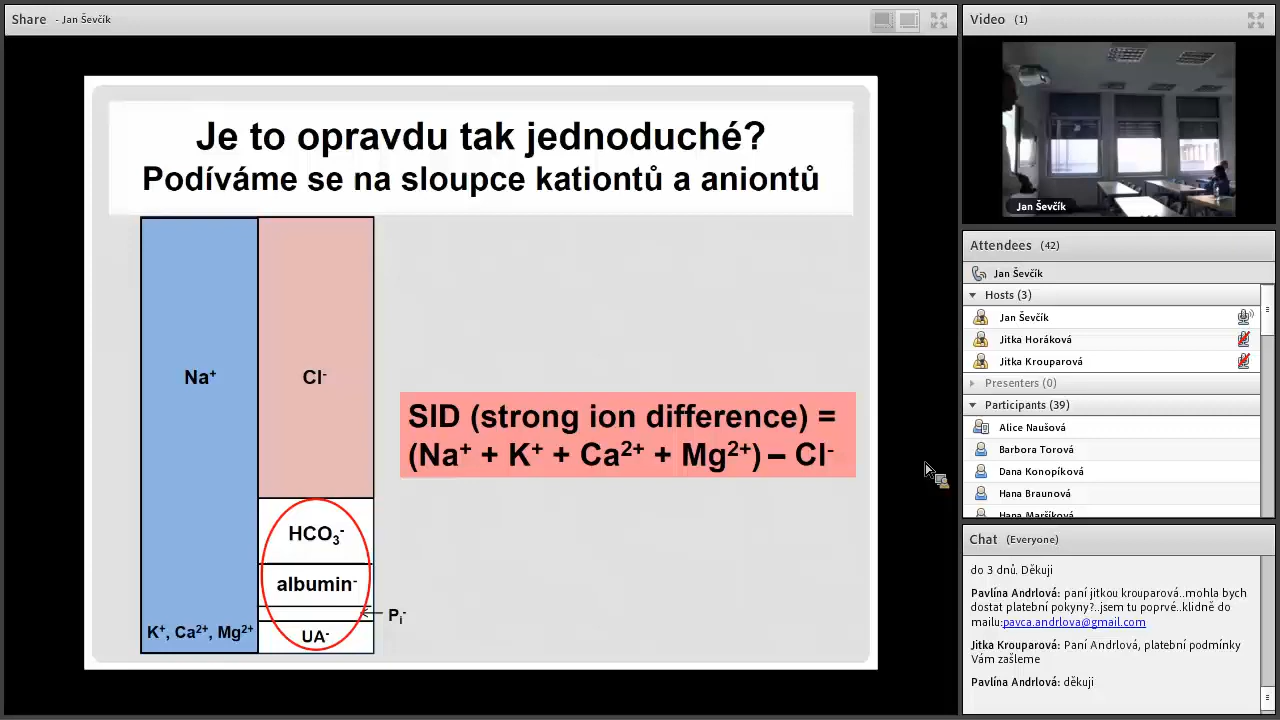 Share - Jan Ševčík
Je to opravdu tak jednoduché?
Podíváme se na sloupce kationtů a aniontů
Na⁺
Cl⁻
SID (strong ion difference) =
(Na⁺ + K⁺ + Ca²⁺ + Mg²⁺) – Cl⁻
HCO₃⁻
albumin⁻
Pᵢ⁻
K⁺, Ca²⁺, Mg²⁺
UA⁻
Video (1)
Jan Ševčík
Attendees (42)
Jan Ševčík
Hosts (3)
Jan Ševčík
Jitka Horáková
Jitka Krouparová
Presenters (0)
Participants (39)
Alice Naušová
Barbora Torová
Dana Konopíková
Hana Braunová
Hana Maršíková
Chat (Everyone)
do 3 dnů. Děkuji
Pavlína Andrlová: paní jitkou krouparová..mohla bych
dostat platební pokyny?..jsem tu poprvé..klidně do
mailu:pavca.andrlova@gmail.com
Jitka Krouparová: Paní Andrlová, platební podmínky
Vám zašleme
Pavlína Andrlová: děkuji